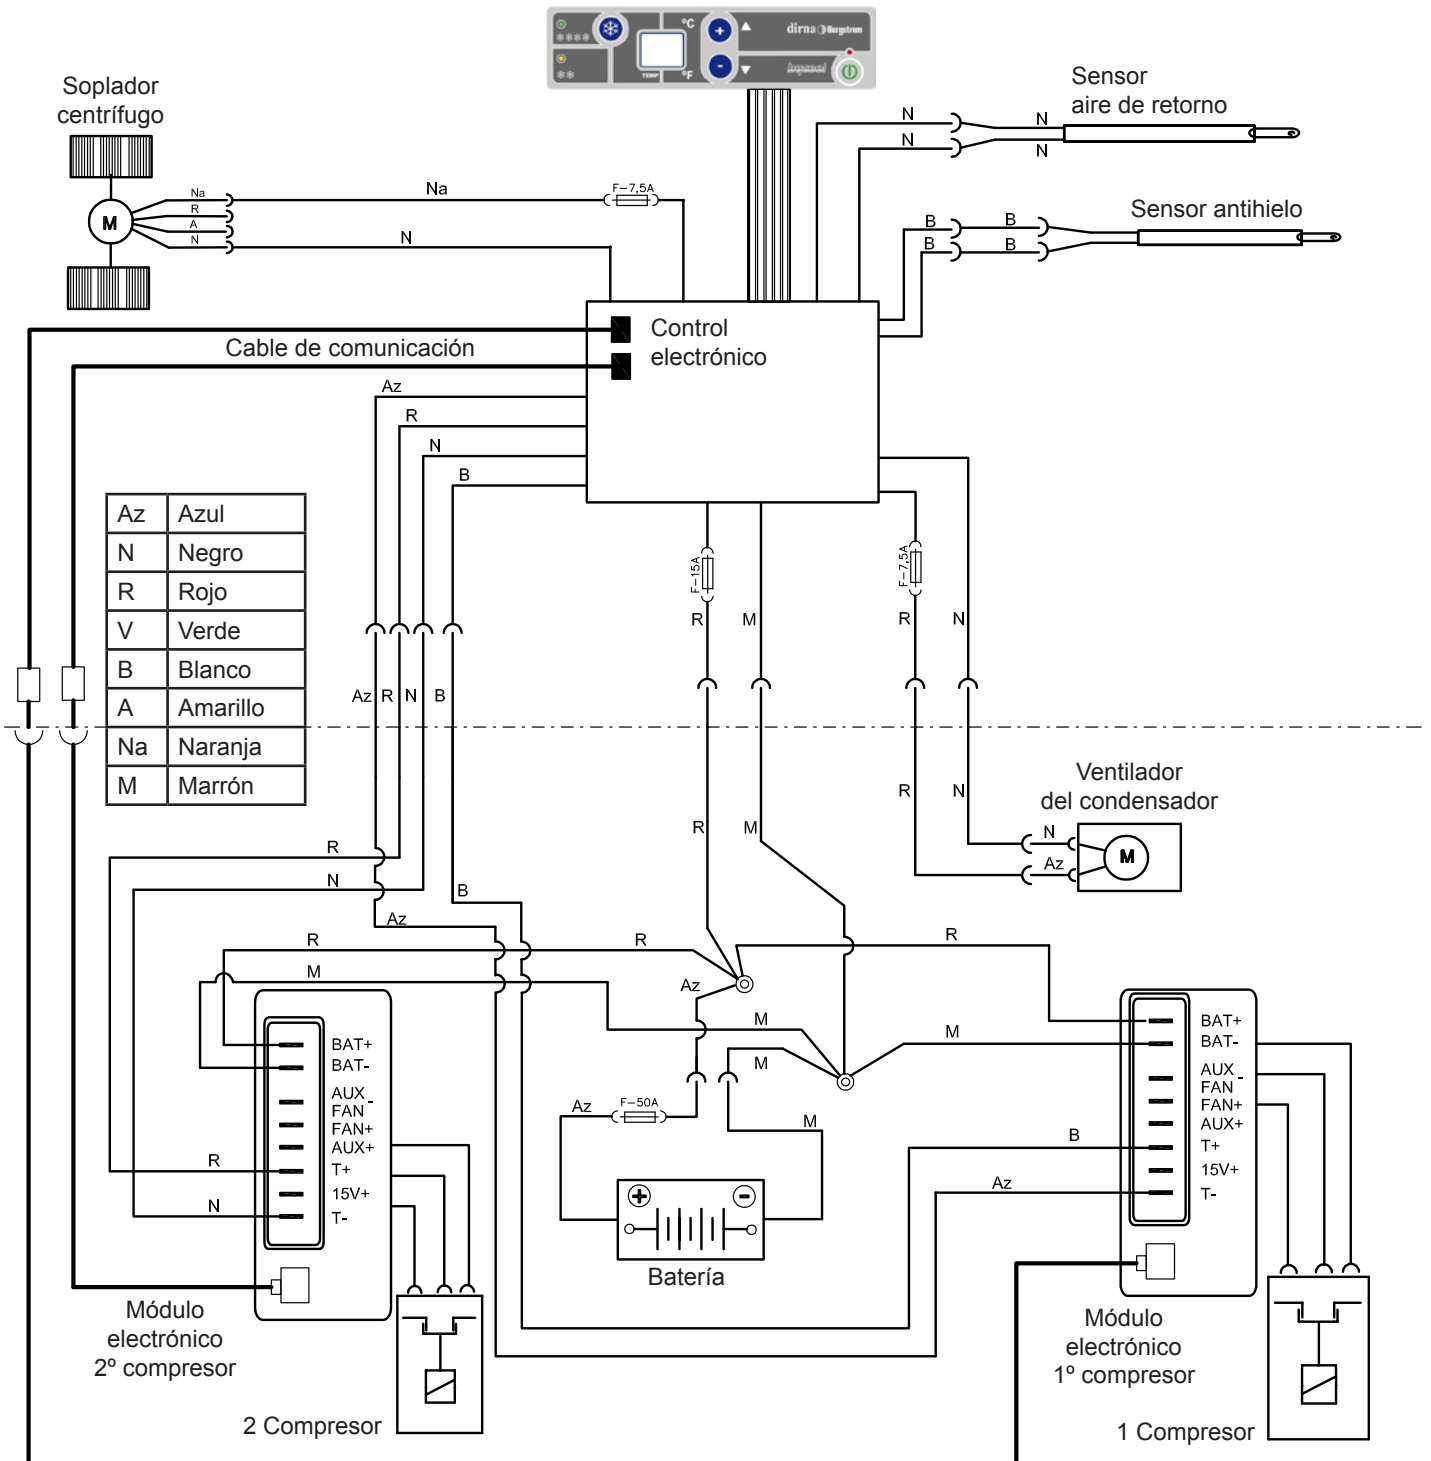 °C
°F
TEMP
+
-
dirna Bergstrom
Soplador
centrífugo
Sensor
aire de retorno
Sensor antihielo
M
Na
R
A
N
Na
F-7,5A
N
N
N
N
N
B
B
B
B
Control
electrónico
Cable de comunicación
Az
R
N
B
Az Azul
N Negro
R Rojo
V Verde
B Blanco
A Amarillo
Na Naranja
M Marrón
F-15A
F-7,5A
R
M
R
N
Az
R
N
B
R
N
R
M
Ventilador
del condensador
N
Az
M
R
N
B
Az
R
R
R
M
Az
M
M
M
Az
F-50A
M
BAT+
BAT-
AUX
FAN -
FAN+
AUX+
T+
15V+
T-
R
N
BAT+
BAT-
AUX
FAN -
FAN+
AUX+
T+
15V+
T-
B
Az
+
-
Batería
Módulo
electrónico
2º compresor
2 Compresor
Módulo
electrónico
1º compresor
1 Compresor